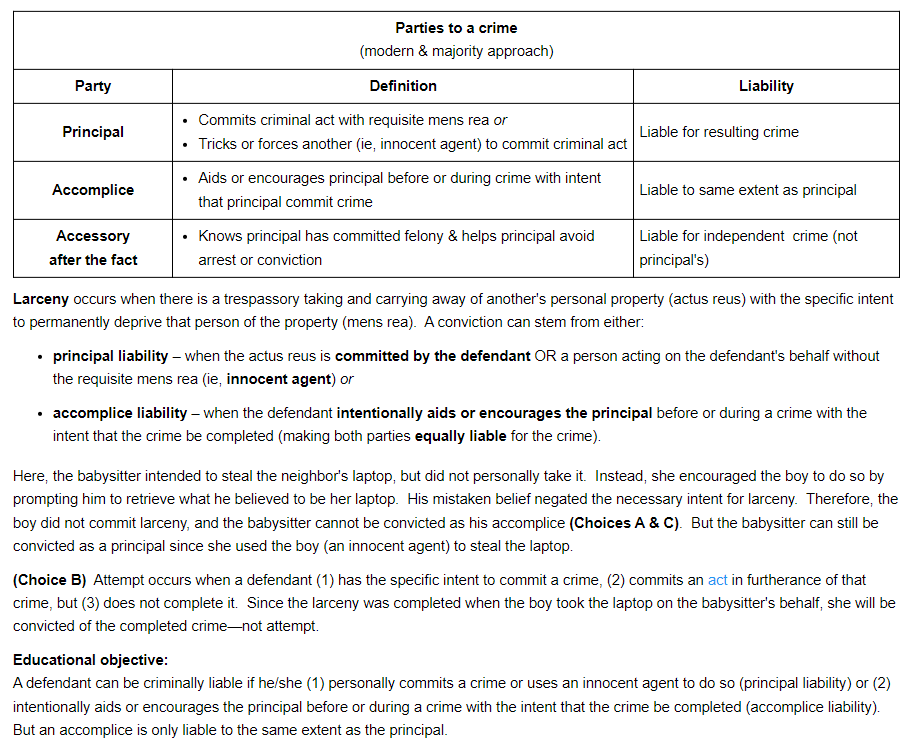 Parties to a crime
(modern & majority approach)
Party Definition Liability
Principal
• Commits criminal act with requisite mens rea or
• Tricks or forces another (ie, innocent agent) to commit criminal act
Liable for resulting crime
Accomplice
• Aids or encourages principal before or during crime with intent
that principal commit crime
Liable to same extent as principal
Accessory
after the fact
• Knows principal has committed felony & helps principal avoid
arrest or conviction
Liable for independent crime (not
principal's)
Larceny occurs when there is a trespassory taking and carrying away of another's personal property (actus reus) with the specific intent
to permanently deprive that person of the property (mens rea). A conviction can stem from either:
• principal liability – when the actus reus is committed by the defendant OR a person acting on the defendant's behalf without
the requisite mens rea (ie, innocent agent) or
• accomplice liability – when the defendant intentionally aids or encourages the principal before or during a crime with the
intent that the crime be completed (making both parties equally liable for the crime).
Here, the babysitter intended to steal the neighbor's laptop, but did not personally take it. Instead, she encouraged the boy to do so by
prompting him to retrieve what he believed to be her laptop. His mistaken belief negated the necessary intent for larceny. Therefore, the
boy did not commit larceny, and the babysitter cannot be convicted as his accomplice (Choices A & C). But the babysitter can still be
convicted as a principal since she used the boy (an innocent agent) to steal the laptop.
(Choice B) Attempt occurs when a defendant (1) has the specific intent to commit a crime, (2) commits an act in furtherance of that
crime, but (3) does not complete it. Since the larceny was completed when the boy took the laptop on the babysitter's behalf, she will be
convicted of the completed crime—not attempt.
Educational objective:
A defendant can be criminally liable if he/she (1) personally commits a crime or uses an innocent agent to do so (principal liability) or (2)
intentionally aids or encourages the principal before or during a crime with the intent that the crime be completed (accomplice liability).
But an accomplice is only liable to the same extent as the principal.